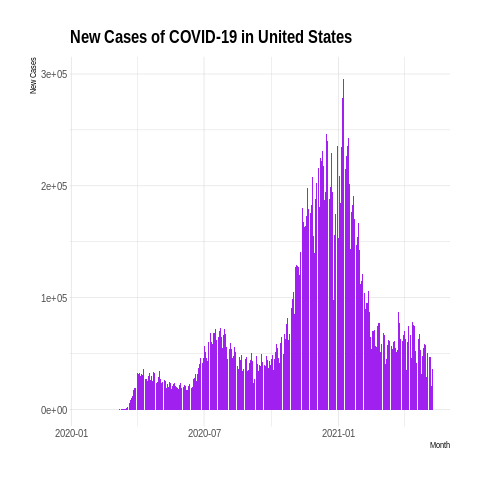 New Cases of COVID-19 in United States
New Cases
3e+05
2e+05
1e+05
0e+00
2020-01 2020-07 2021-01
Month